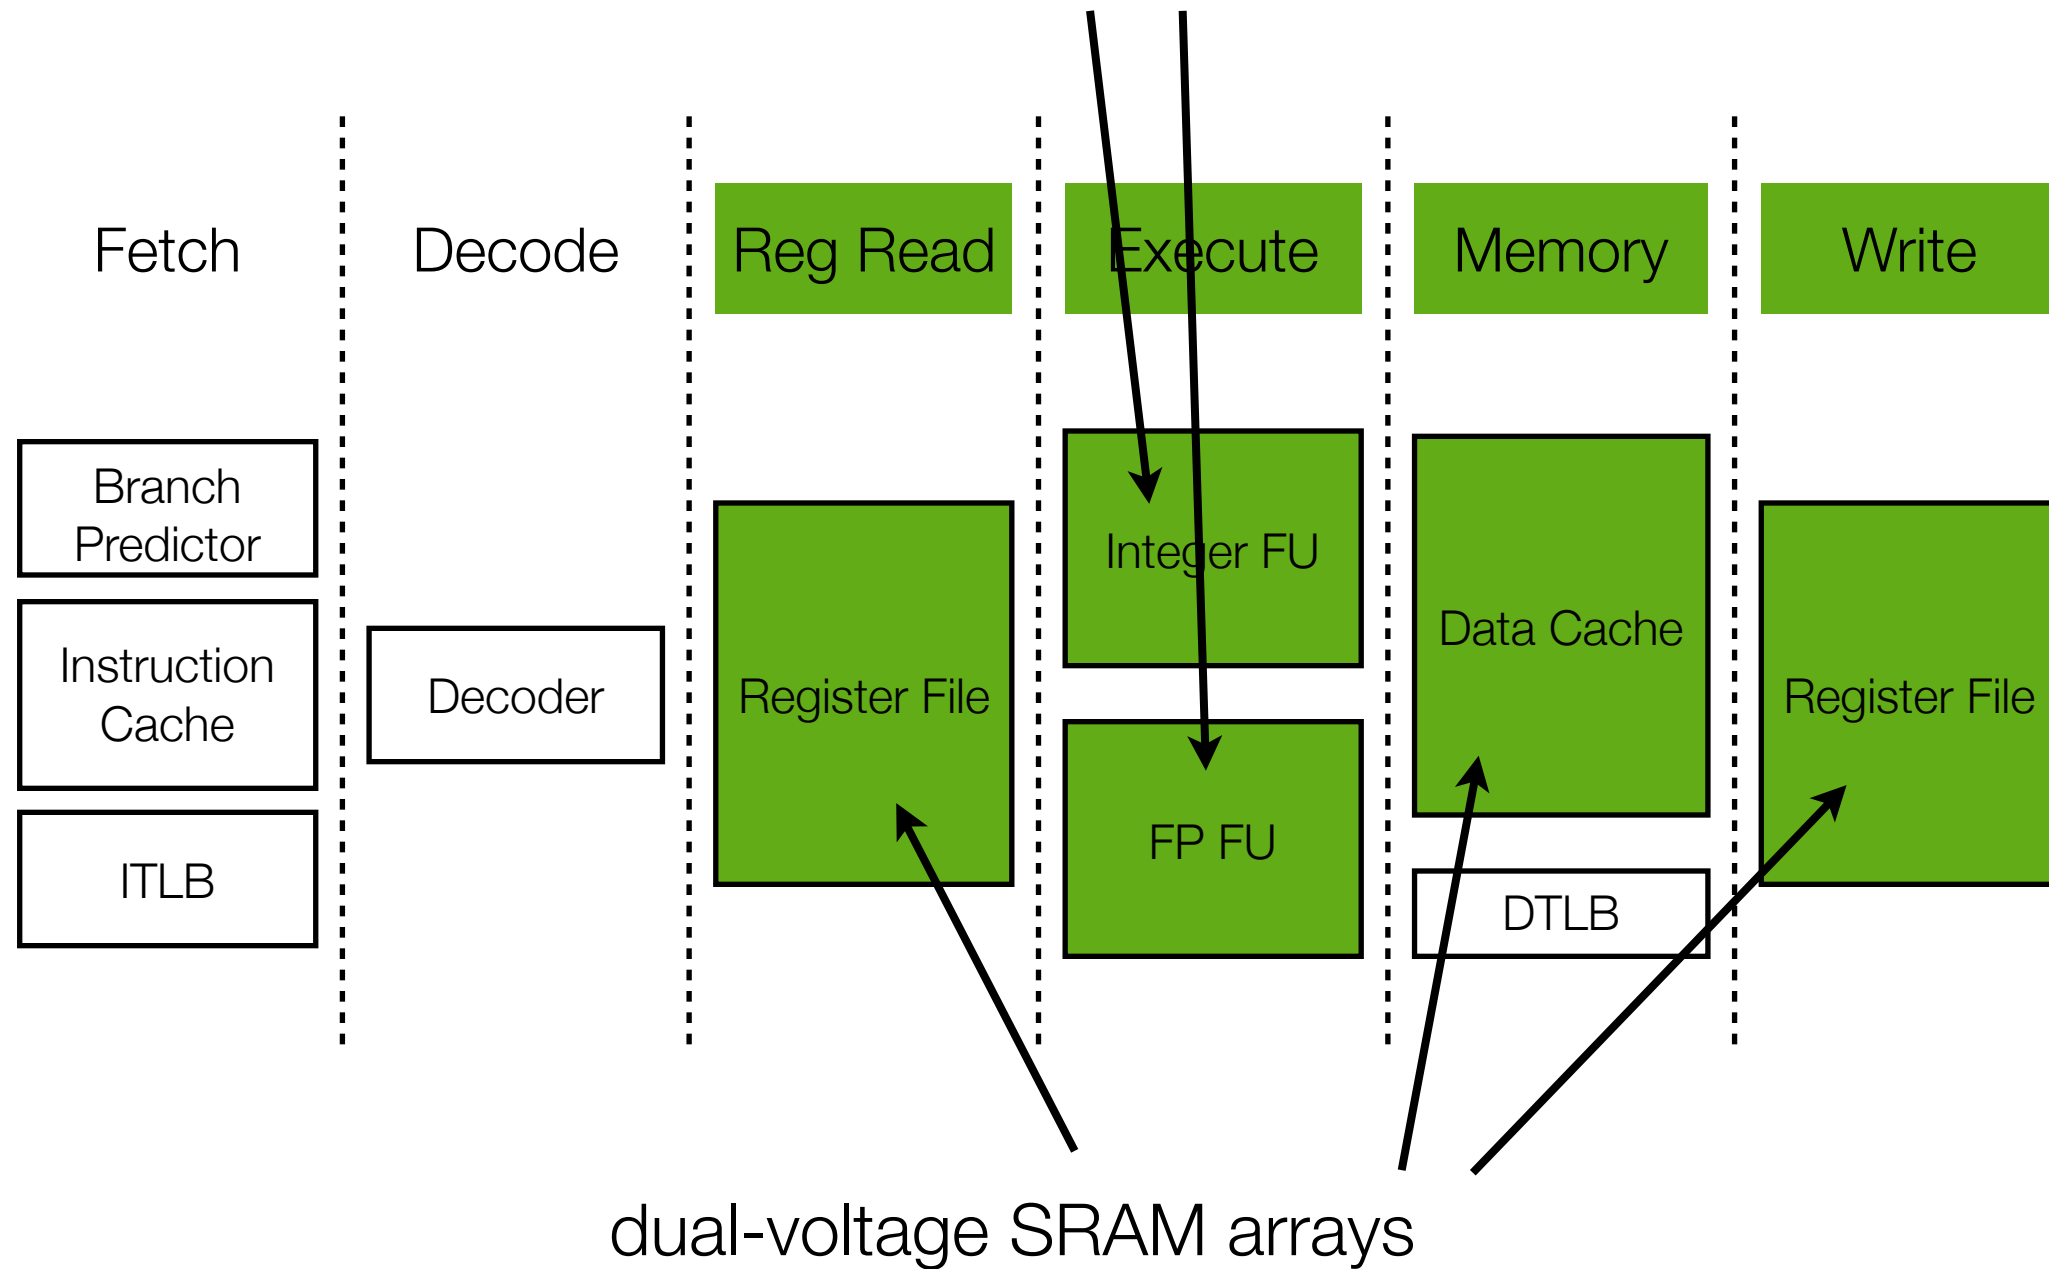 Fetch
Decode
Reg Read
Execute
Memory
Write
Branch
Predictor
Instruction
Cache
ITLB
Decoder
Register File
Integer FU
FP FU
Data Cache
DTLB
Register File
dual-voltage SRAM arrays